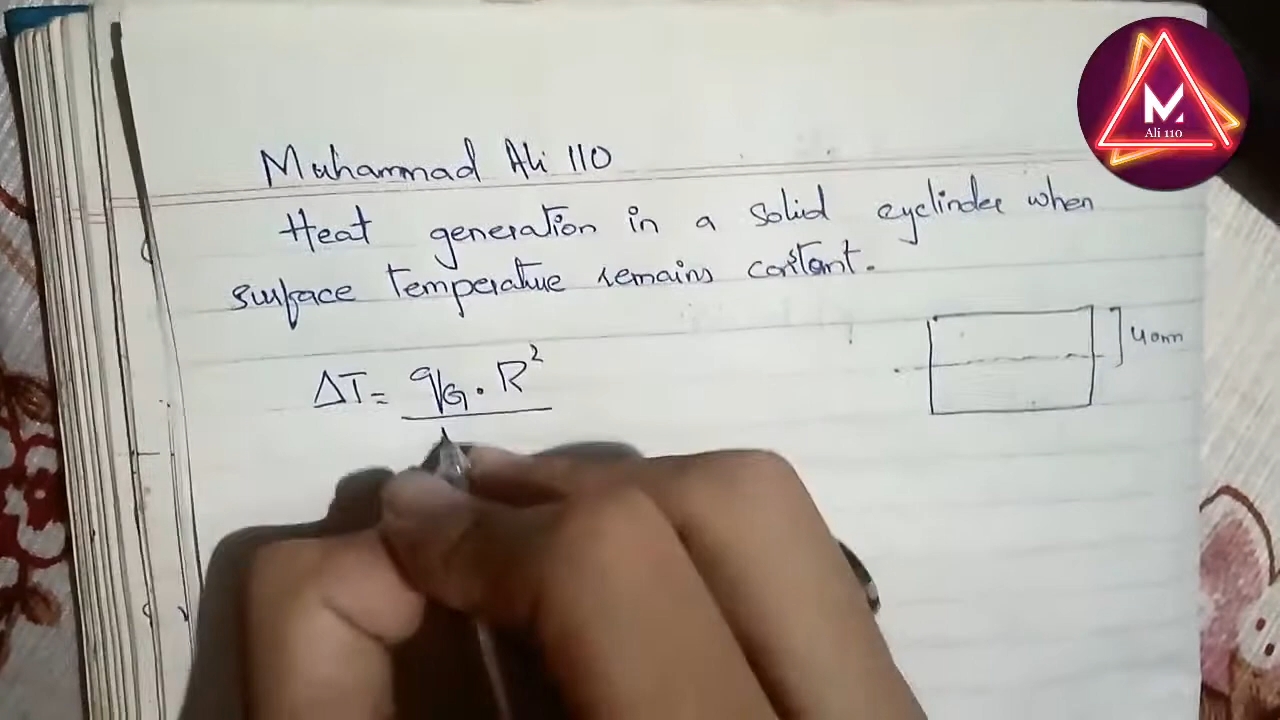 M
Ali 110
Muhammad Ali 110
Heat generation in a solid cyclinder when
surface temperature remains constant.
40mm
ΔT = qG . R²